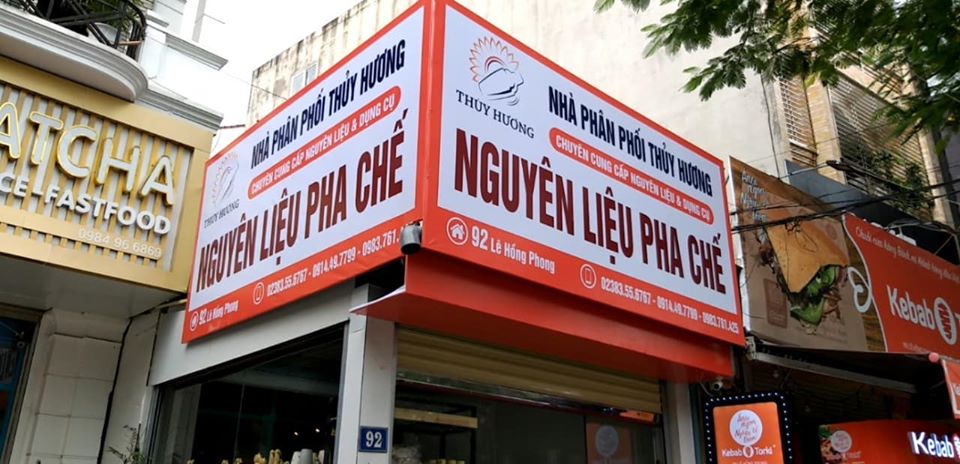 ATCHA
CE FASTFOOD
0984 96 6869
THỦY HƯƠNG
NHÀ PHÂN PHỐI THỦY HƯƠNG
CHUYÊN CUNG CẤP NGUYÊN LIỆU & DỤNG CỤ
NGUYÊN LIỆU PHA CHẾ
92 Lê Hồng Phong
02383.55.6767 - 0914.49.7799 - 0983.761.4
THỦY HƯƠNG
NHÀ PHÂN PHỐI THỦY HƯƠNG
CHUYÊN CUNG CẤP NGUYÊN LIỆU & DỤNG CỤ
NGUYÊN LIỆU PHA CHẾ
92 Lê Hồng Phong
02383.55.6767 - 0914.49.7799 - 0983.761.425
92
Kebab
Kebab Torki
Kebab